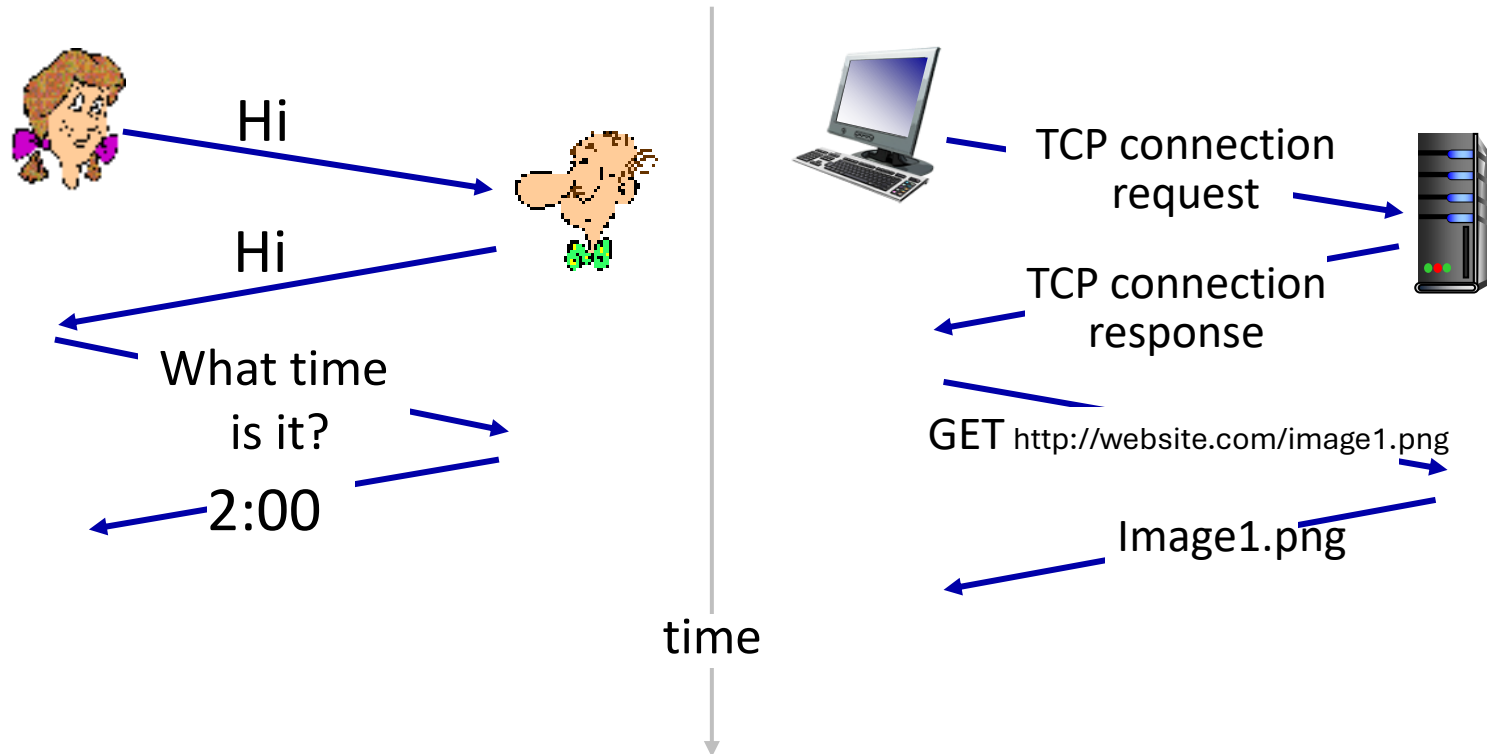 Hi
Hi
What time
is it?
2:00
time
TCP connection
request
TCP connection
response
GET http://website.com/image1.png
Image1.png